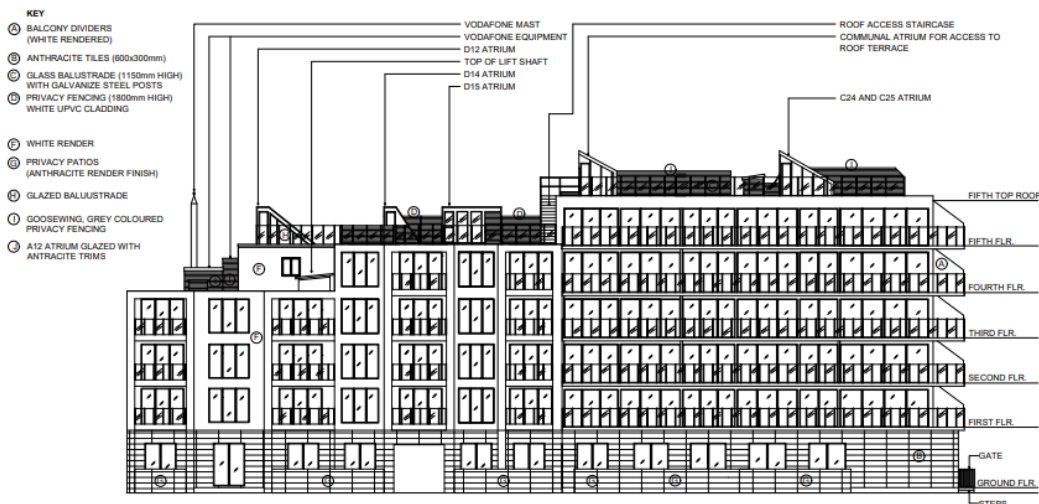 KEY
A BALCONY DIVIDERS
(WHITE RENDERED)
B ANTHRACITE TILES (600x300mm)
C GLASS BALUSTRADE (1150mm HIGH)
WITH GALVANIZE STEEL POSTS
D PRIVACY FENCING (1800mm HIGH)
WHITE UPVC CLADDING
F WHITE RENDER
G PRIVACY PATIOS
(ANTHRACITE RENDER FINISH)
H GLAZED BALUUSTRADE
I GOOSEWING, GREY COLOURED
PRIVACY FENCING
J A12 ATRIUM GLAZED WITH
ANTRACITE TRIMS
VODAFONE MAST
VODAFONE EQUIPMENT
D12 ATRIUM
TOP OF LIFT SHAFT
D14 ATRIUM
D15 ATRIUM
ROOF ACCESS STAIRCASE
COMMUNAL ATRIUM FOR ACCESS TO
ROOF TERRACE
C24 AND C25 ATRIUM
J
I
C
D
D
H
F
A
F
FIFTH TOP ROOF
FIFTH FLR.
FOURTH FLR.
THIRD FLR.
SECOND FLR.
FIRST FLR.
B
GATE
G
G
G
G
G
G
GROUND FLR.
STEPS